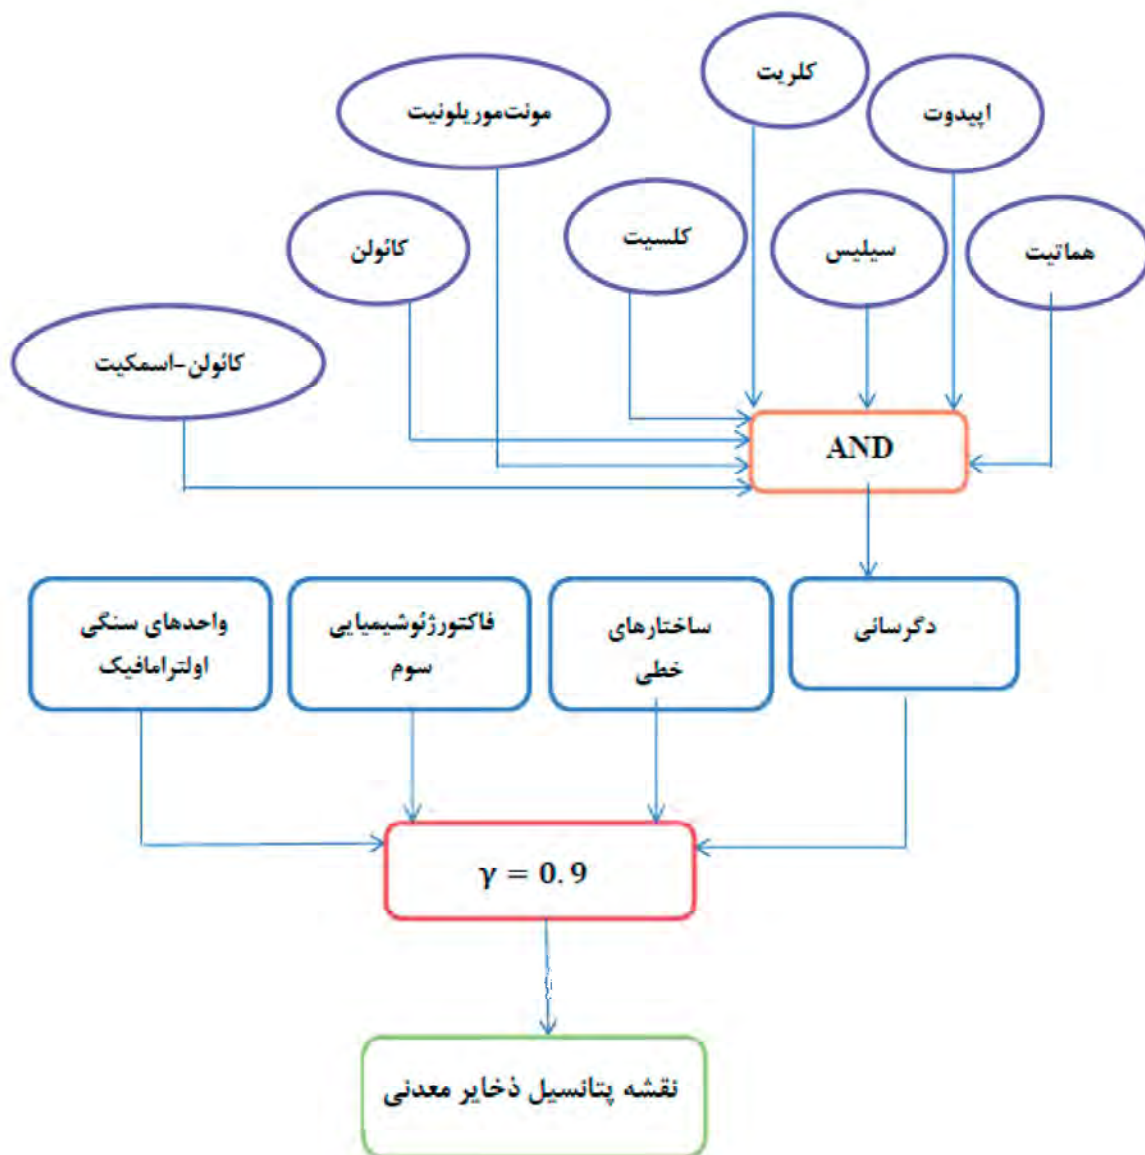 کلریت
اپیدوت
مونت‌موریلونیت
هماتیت
سیلیس
کلسیت
کائولن
کائولن-اسمکیت
AND
دگرسانی
ساختارهای
خطی
فاکتورژئوشیمیایی
سوم
واحدهای سنگی
اولترامافیک
γ = 0.9
نقشه پتانسیل ذخایر معدنی